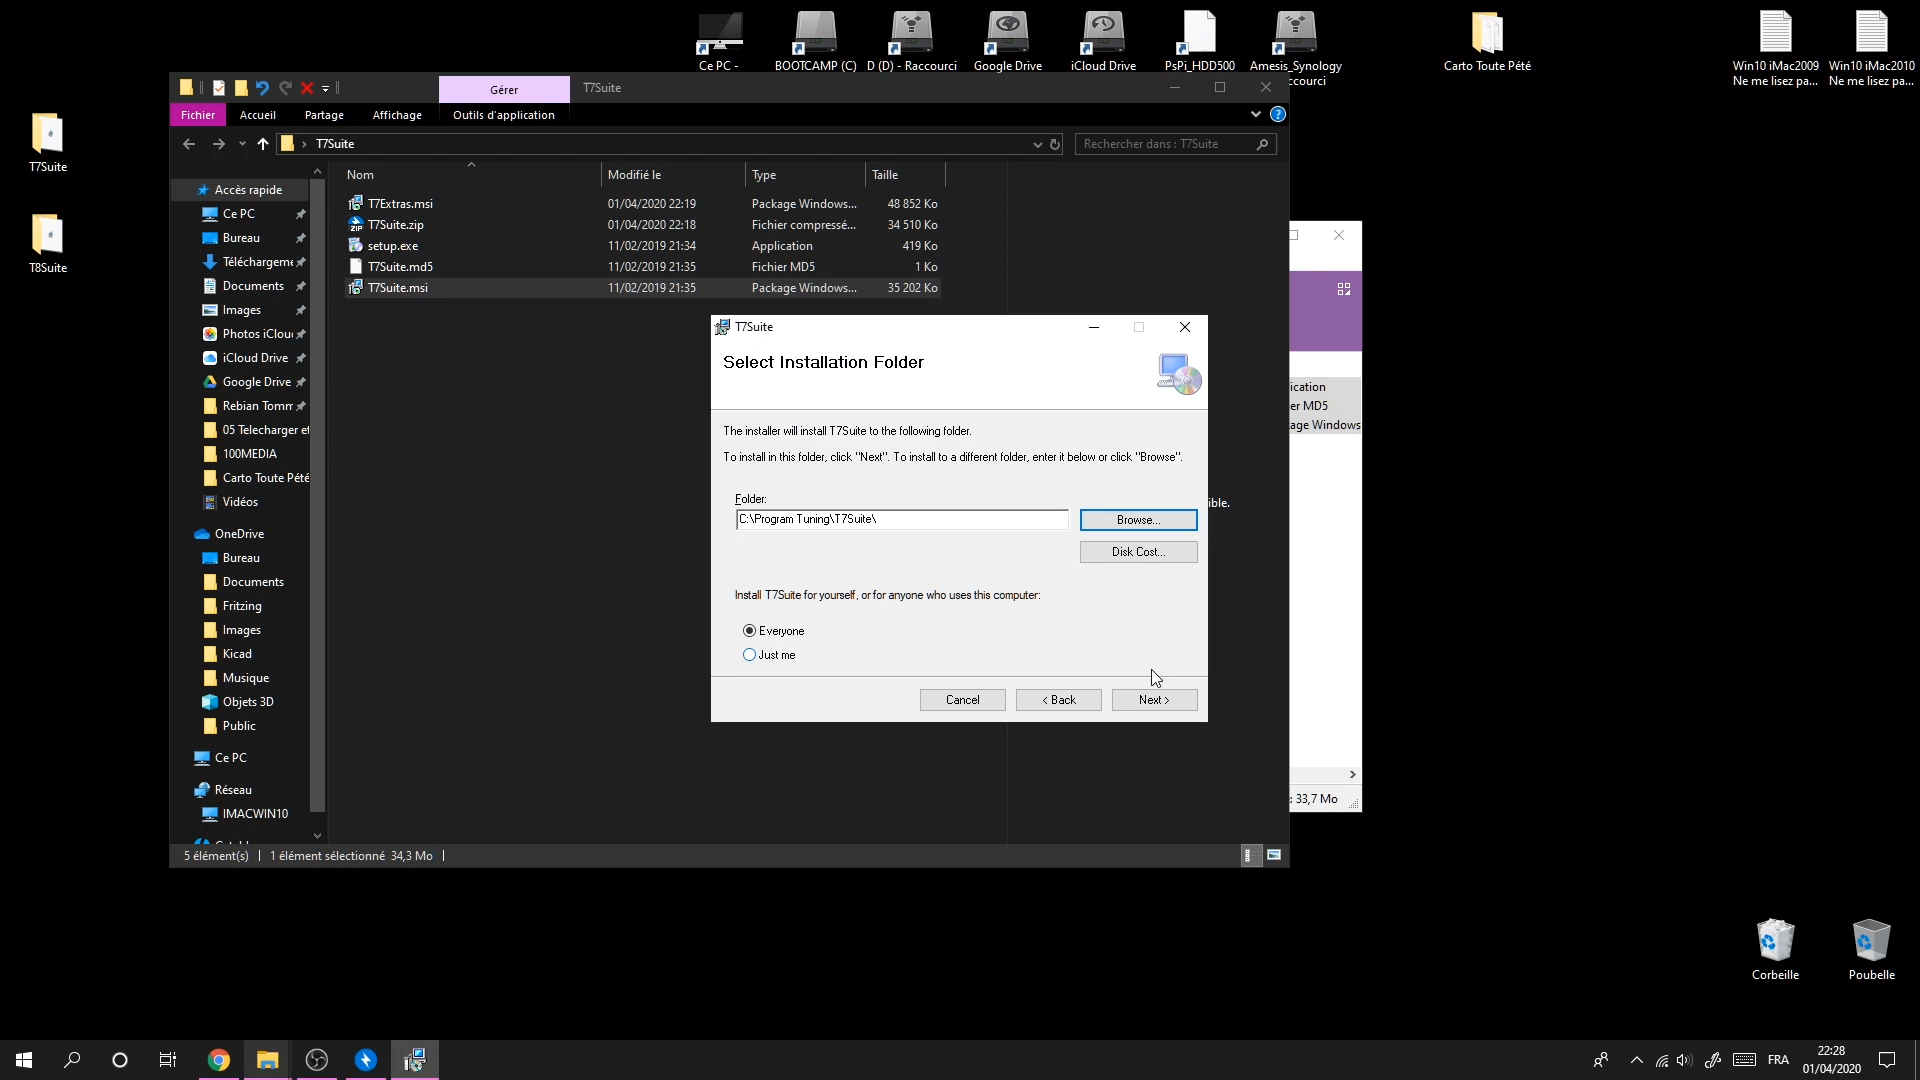 Ce PC -
BOOTCAMP (C)
D (D) - Raccourci
Google Drive
iCloud Drive
PsPi_HDD500
Amesis_Synology
ccourci
Carto Toute Pété
Win10 iMac2009
Ne me lisez pa...
Win10 iMac2010
Ne me lisez pa...
T7Suite
T8Suite
Gérer
T7Suite
Fichier
Accueil
Partage
Affichage
Outils d'application
T7Suite
Rechercher dans : T7Suite
Nom
Modifié le
Type
Taille
T7Extras.msi 01/04/2020 22:19 Package Windows... 48 852 Ko
T7Suite.zip 01/04/2020 22:18 Fichier compressé... 34 510 Ko
setup.exe 11/02/2019 21:34 Application 419 Ko
T7Suite.md5 11/02/2019 21:35 Fichier MD5 1 Ko
T7Suite.msi 11/02/2019 21:35 Package Windows... 35 202 Ko
Accès rapide
Ce PC
Bureau
Téléchargeme
Documents
Images
Photos iClou
iCloud Drive
Google Drive
Rebian Tomm
05 Telecharger et
100MEDIA
Carto Toute Pété
Vidéos
OneDrive
Bureau
Documents
Fritzing
Images
Kicad
Musique
Objets 3D
Public
Ce PC
Réseau
IMACWIN10
5 élément(s)
1 élément sélectionné 34,3 Mo
T7Suite
Select Installation Folder
The installer will install T7Suite to the following folder.
To install in this folder, click "Next". To install to a different folder, enter it below or click "Browse".
Folder:
C:\Program Tuning\T7Suite\
Browse...
Disk Cost...
Install T7Suite for yourself, or for anyone who uses this computer:
Everyone
Just me
Cancel
< Back
Next >
ible.
ication
er MD5
age Windows
: 33,7 Mo
Corbeille
Poubelle
FRA
22:28
01/04/2020